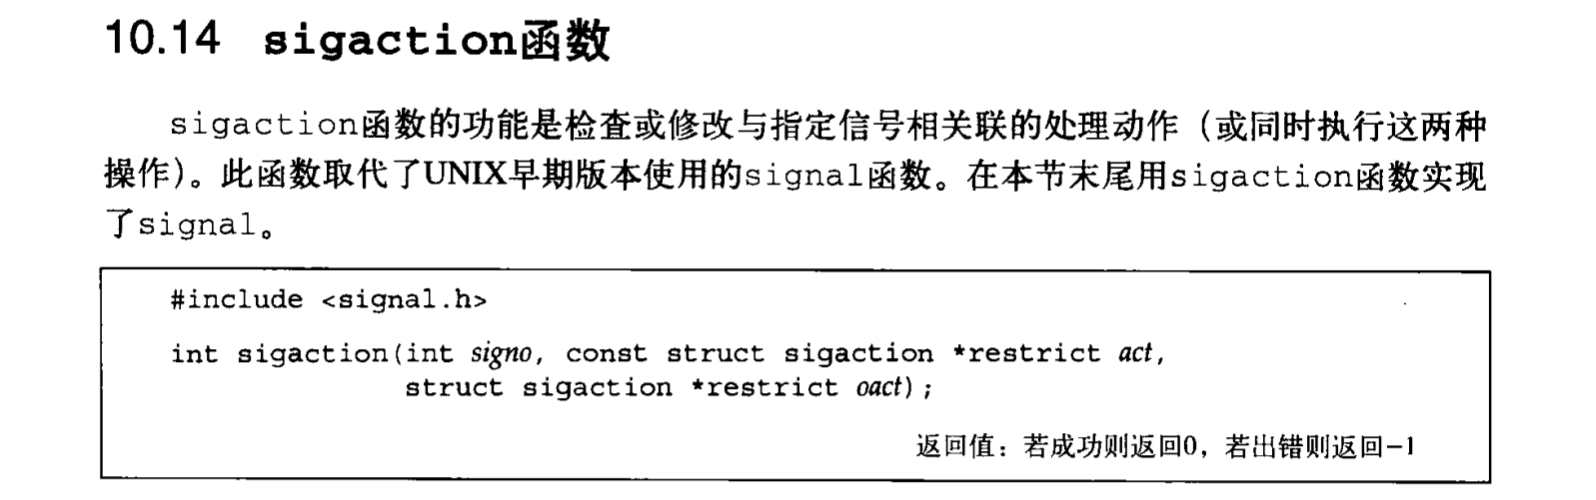 10.14 sigaction函数
sigaction函数的功能是检查或修改与指定信号相关联的处理动作（或同时执行这两种
操作）。此函数取代了UNIX早期版本使用的signal函数。在本节末尾用sigaction函数实现
了signal。
#include <signal.h>
int sigaction(int signo, const struct sigaction *restrict act,
struct sigaction *restrict oact);
返回值：若成功则返回0，若出错则返回-1